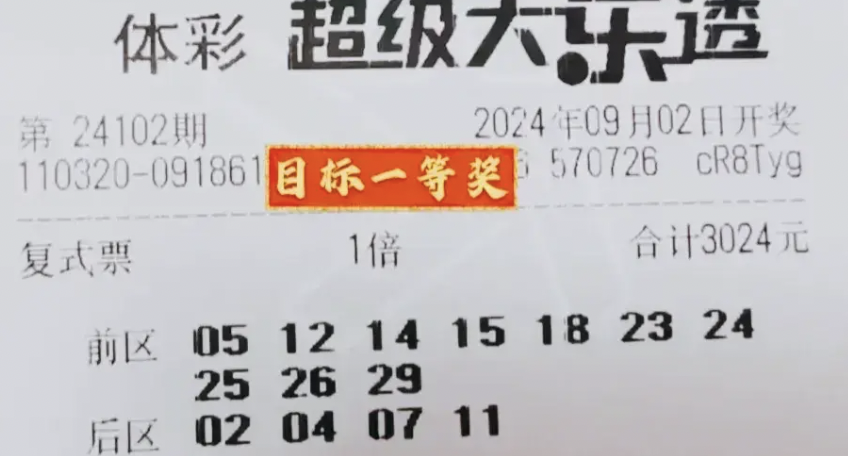 体彩 超级大乐透
第 24102期 2024年09月02日开奖
110320-091861 目标一等奖 570726 cR8Tyg
复式票 1倍 合计3024元
前区 05 12 14 15 18 23 24
25 26 29
后区 02 04 07 11